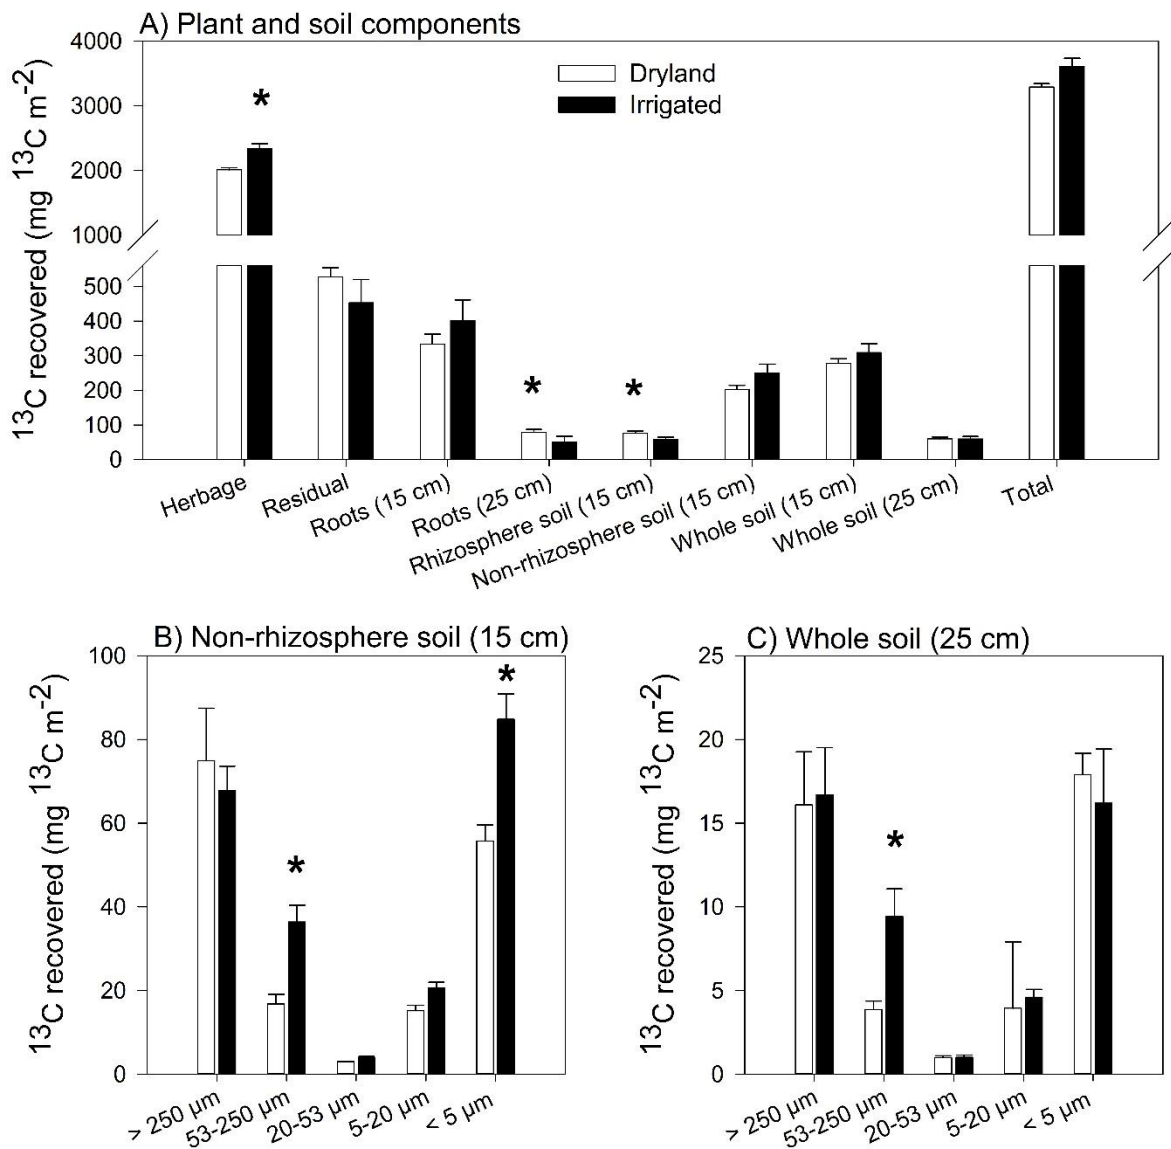 A) Plant and soil components
4000
3000
2000
1000
500
400
300
200
100
0
¹³C recovered (mg ¹³C m⁻²)
Dryland
Irrigated
*
*
*
Herbage
Residual
Roots (15 cm)
Roots (25 cm)
Rhizosphere soil (15 cm)
Non-rhizosphere soil (15 cm)
Whole soil (15 cm)
Whole soil (25 cm)
Total
B) Non-rhizosphere soil (15 cm)
100
80
60
40
20
0
¹³C recovered (mg ¹³C m⁻²)
*
*
> 250 µm
53-250 µm
20-53 µm
5-20 µm
< 5 µm
C) Whole soil (25 cm)
25
20
15
10
5
0
¹³C recovered (mg ¹³C m⁻²)
*
> 250 µm
53-250 µm
20-53 µm
5-20 µm
< 5 µm